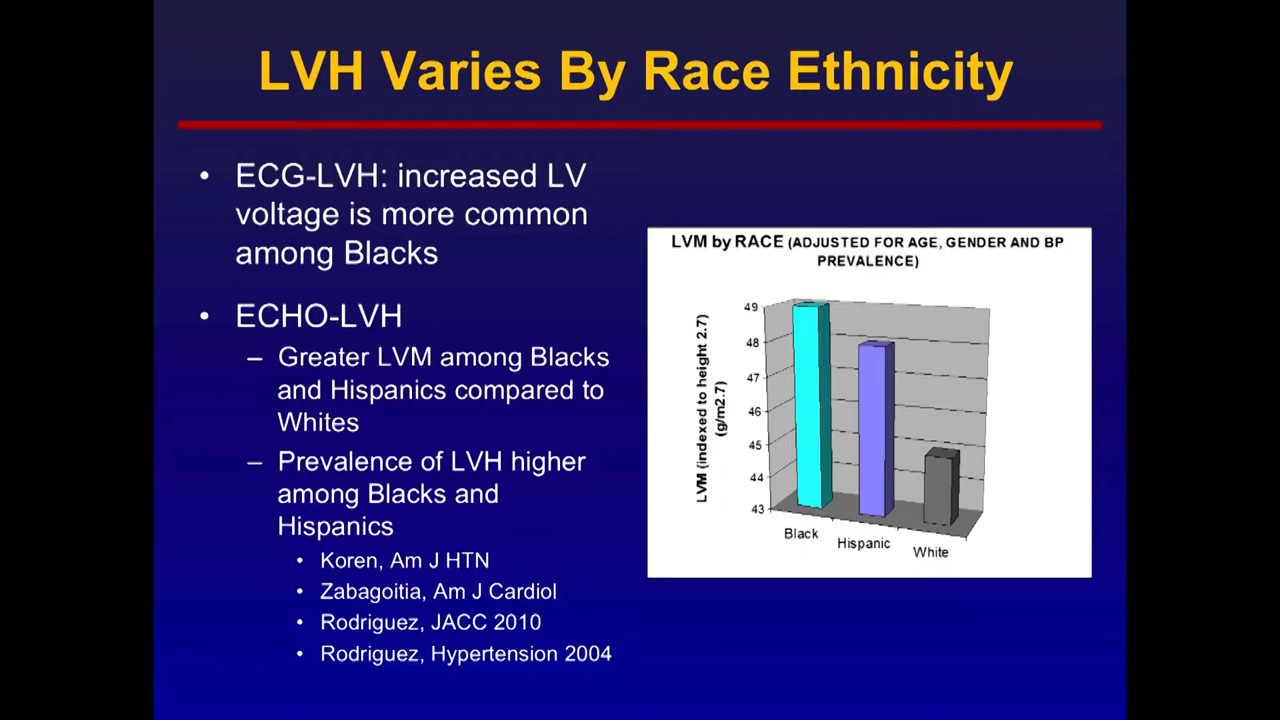 LVH Varies By Race Ethnicity
• ECG-LVH: increased LV
voltage is more common
among Blacks
• ECHO-LVH
– Greater LVM among Blacks
and Hispanics compared to
Whites
– Prevalence of LVH higher
among Blacks and
Hispanics
• Koren, Am J HTN
• Zabagoitia, Am J Cardiol
• Rodriguez, JACC 2010
• Rodriguez, Hypertension 2004
LVM by RACE (ADJUSTED FOR AGE, GENDER AND BP
PREVALENCE)
LVM (indexed to height 2.7)
(g/m2.7)
49
48
47
46
45
44
43
Black
Hispanic
White